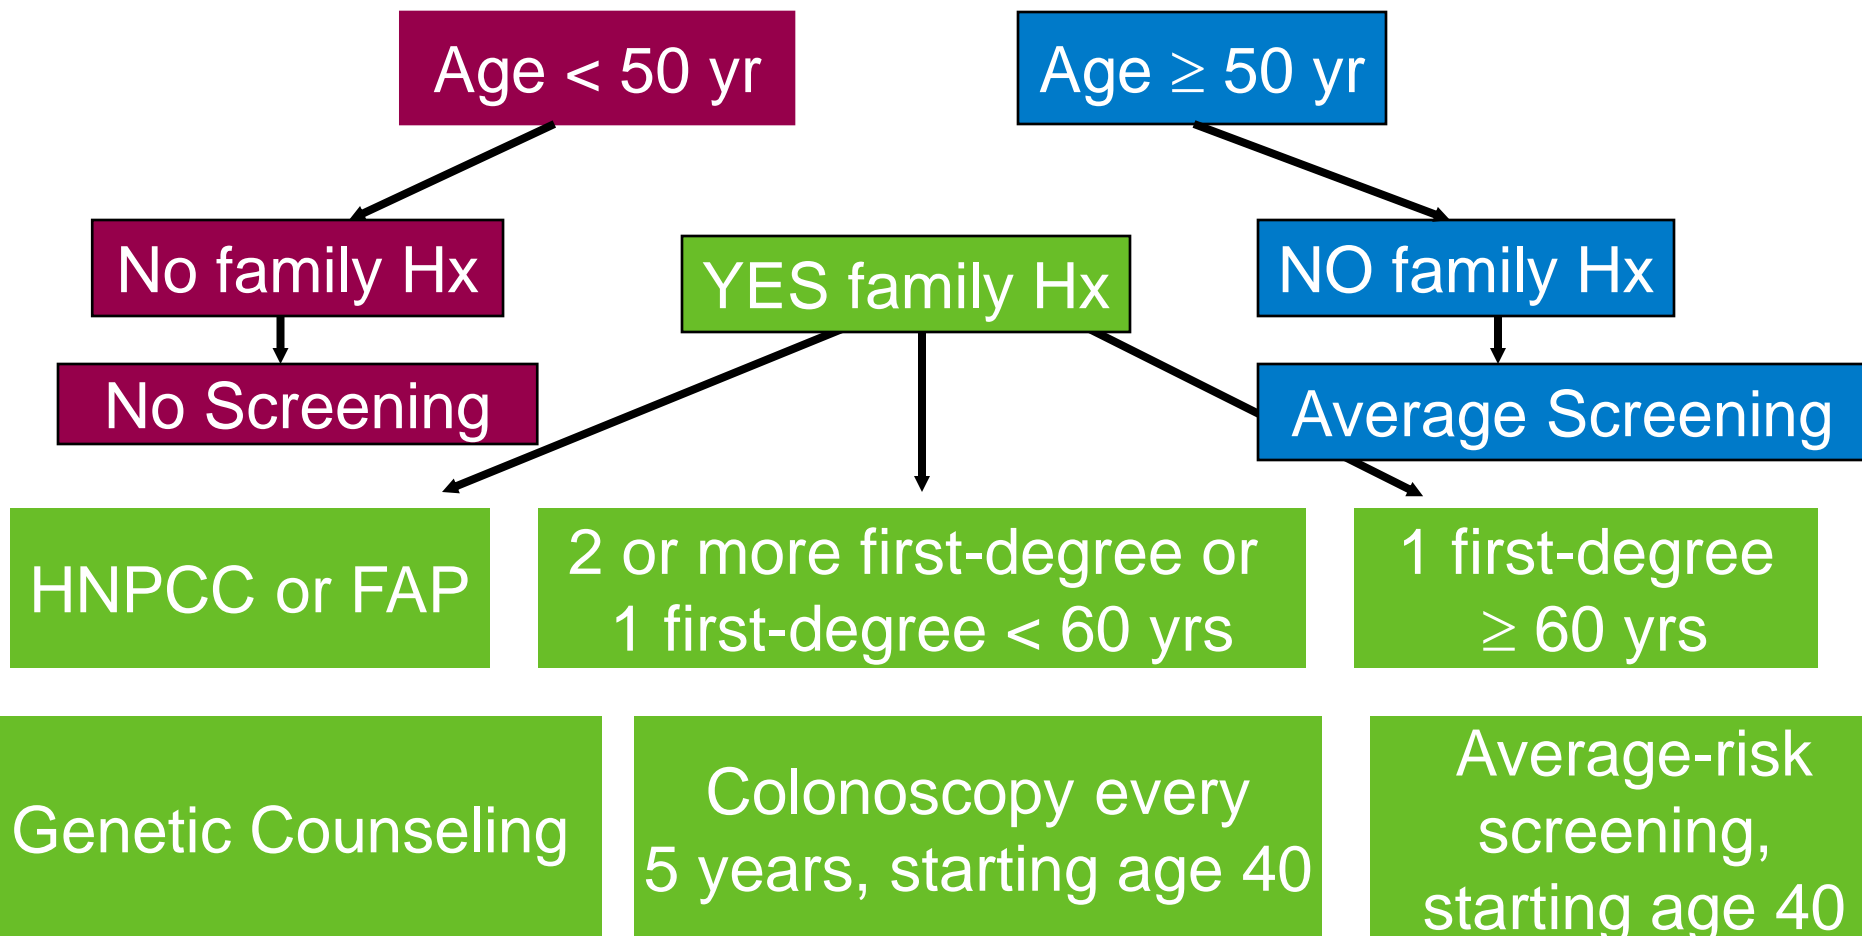 Age < 50 yr
Age ≥ 50 yr
No family Hx
YES family Hx
NO family Hx
No Screening
Average Screening
HNPCC or FAP
2 or more first-degree or
1 first-degree < 60 yrs
1 first-degree
≥ 60 yrs
Genetic Counseling
Colonoscopy every
5 years, starting age 40
Average-risk
screening,
starting age 40